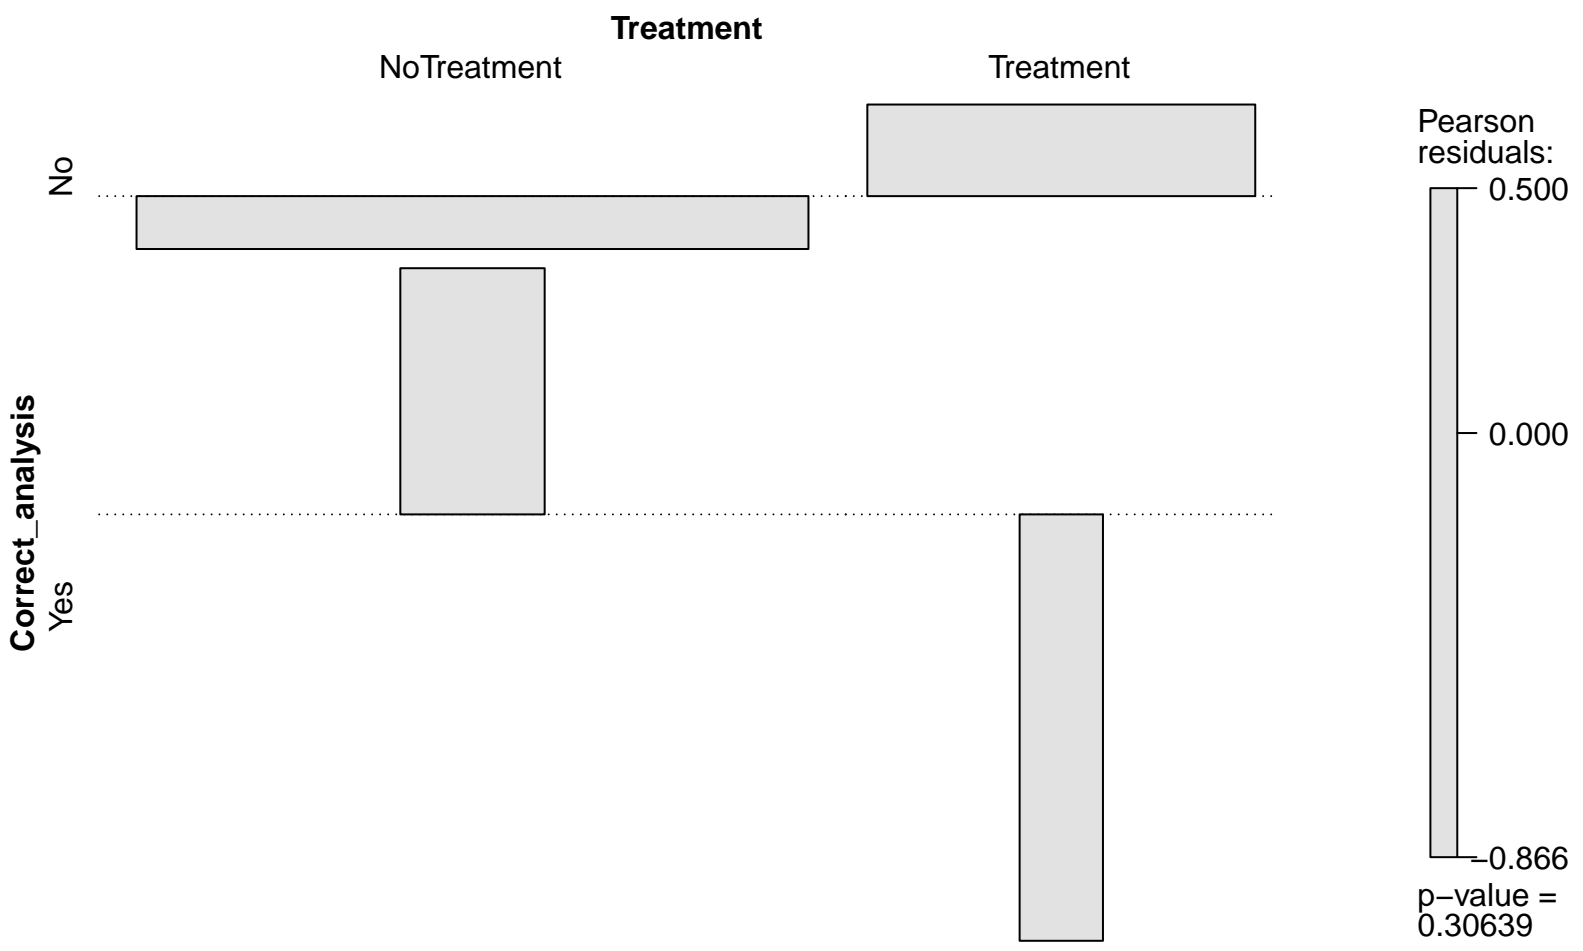 Treatment
NoTreatment Treatment
Correct_analysis
No
Yes
Pearson
residuals:
0.500
0.000
−0.866
p−value =
0.30639